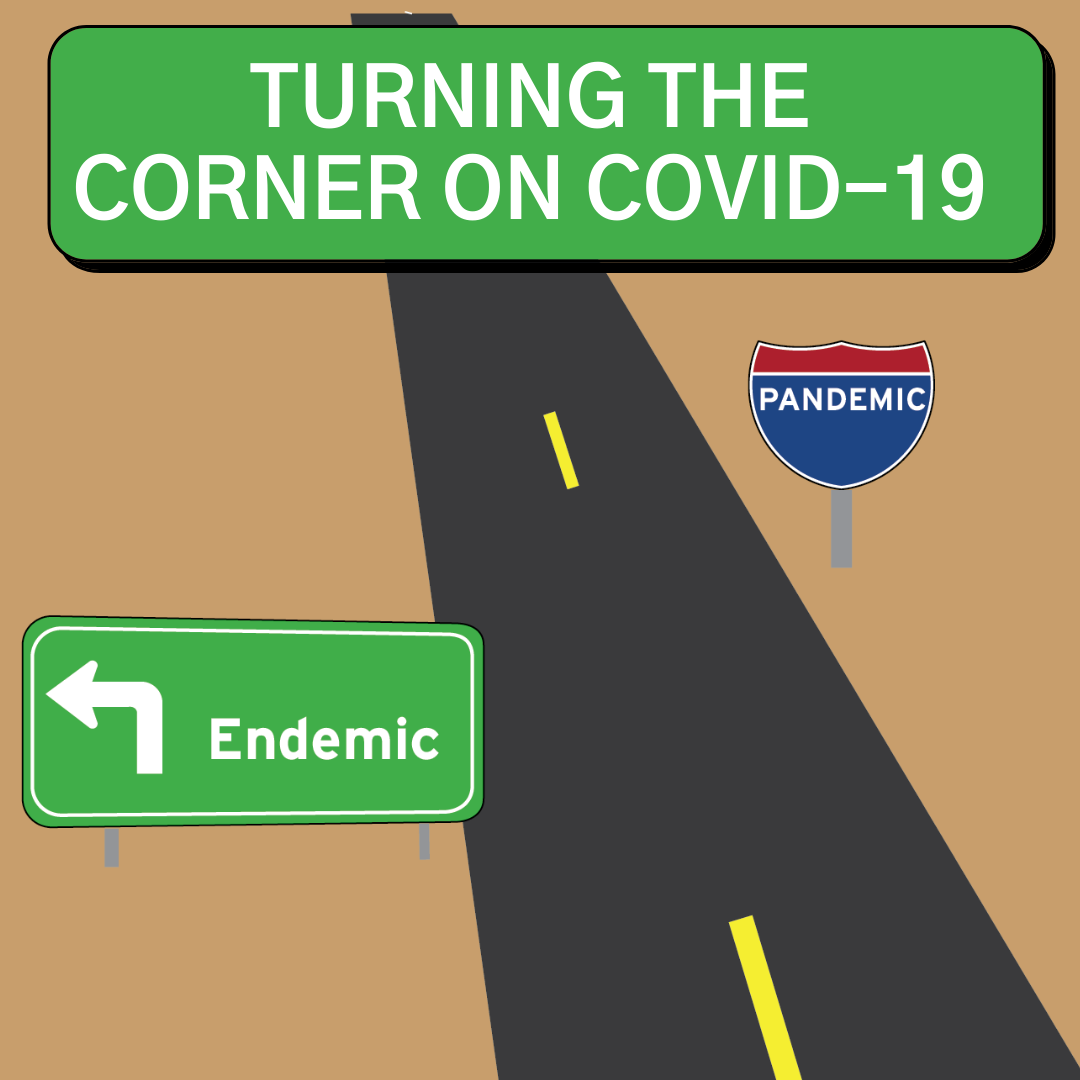 TURNING THE
CORNER ON COVID-19
PANDEMIC
Endemic